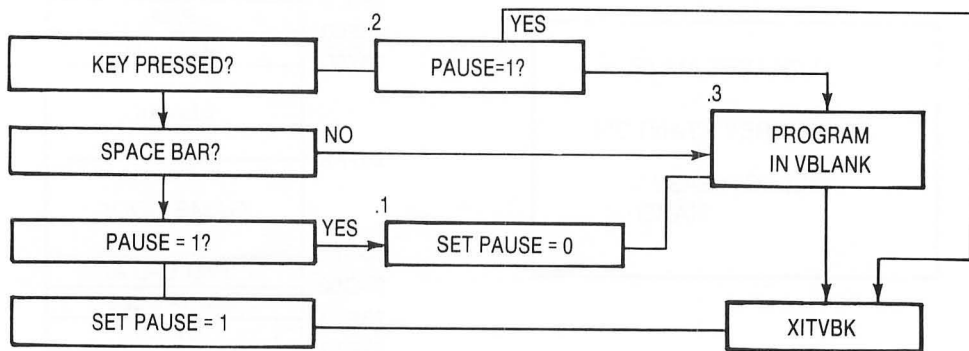 .2
YES
KEY PRESSED?
PAUSE=1?
.3
SPACE BAR?
NO
PROGRAM
IN VBLANK
PAUSE = 1?
YES
.1
SET PAUSE = 0
SET PAUSE = 1
XITVBK